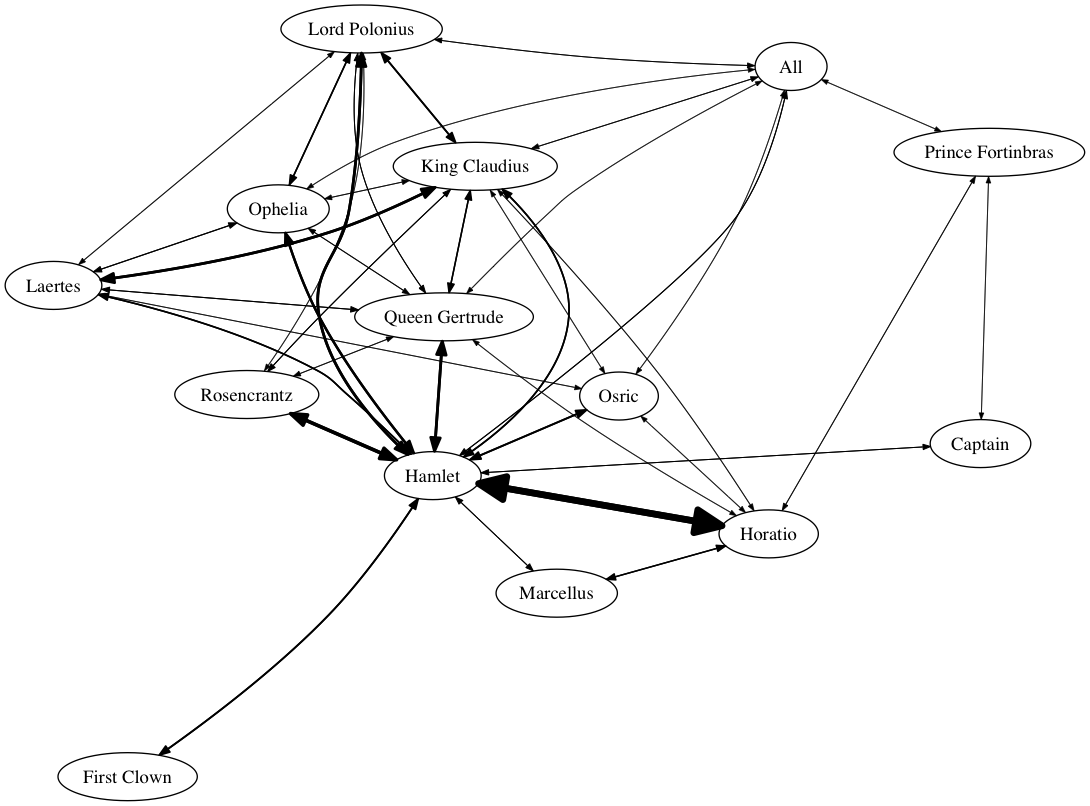 Lord Polonius
All
Prince Fortinbras
King Claudius
Ophelia
Laertes
Queen Gertrude
Rosencrantz
Osric
Captain
Hamlet
Horatio
Marcellus
First Clown